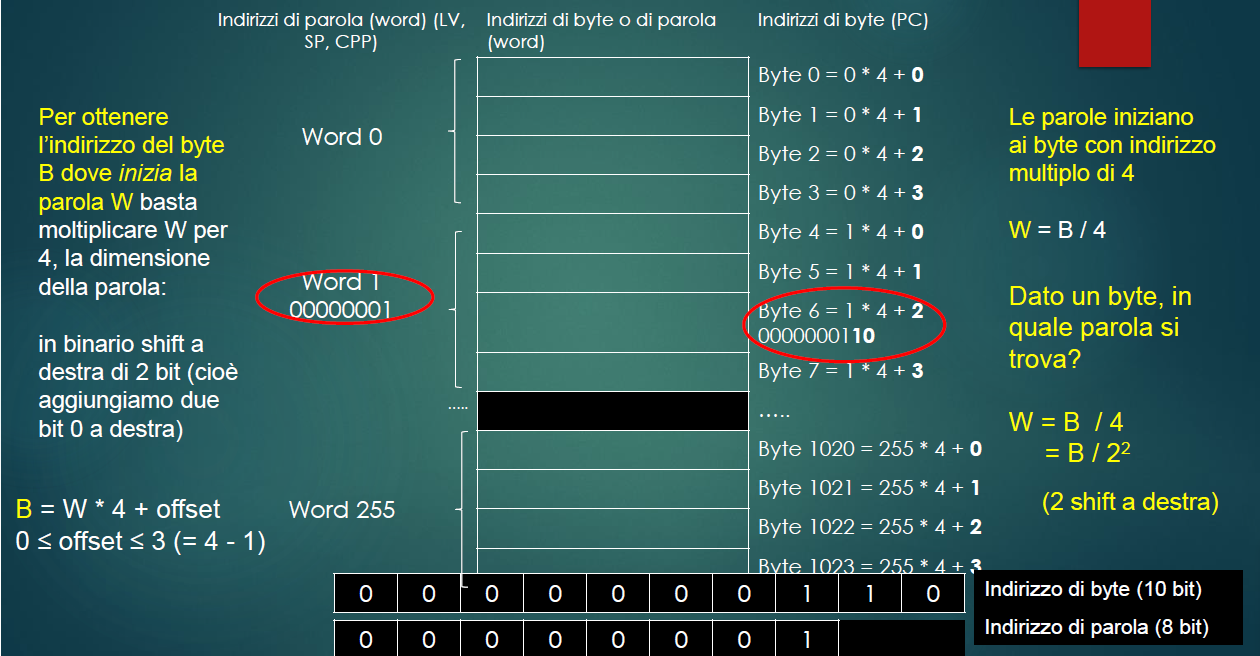 Indirizzi di parola (word) (LV,
SP, CPP)
Indirizzi di byte o di parola
(word)
Indirizzi di byte (PC)
Per ottenere
l'indirizzo del byte
B dove inizia la
parola W basta
moltiplicare W per
4, la dimensione
della parola:
in binario shift a
destra di 2 bit (cioè
aggiungiamo due
bit 0 a destra)
B = W * 4 + offset
0 ≤ offset ≤ 3 (= 4 - 1)
Word 0
Word 1
00000001
.....
Word 255
Byte 0 = 0 * 4 + 0
Byte 1 = 0 * 4 + 1
Byte 2 = 0 * 4 + 2
Byte 3 = 0 * 4 + 3
Byte 4 = 1 * 4 + 0
Byte 5 = 1 * 4 + 1
Byte 6 = 1 * 4 + 2
0000000110
Byte 7 = 1 * 4 + 3
.....
Byte 1020 = 255 * 4 + 0
Byte 1021 = 255 * 4 + 1
Byte 1022 = 255 * 4 + 2
Byte 1023 = 255 * 4 + 3
Le parole iniziano
ai byte con indirizzo
multiplo di 4
W = B / 4
Dato un byte, in
quale parola si
trova?
W = B / 4
= B / 2²
(2 shift a destra)
0 0 0 0 0 0 0 1 1 0
Indirizzo di byte (10 bit)
0 0 0 0 0 0 0 1
Indirizzo di parola (8 bit)